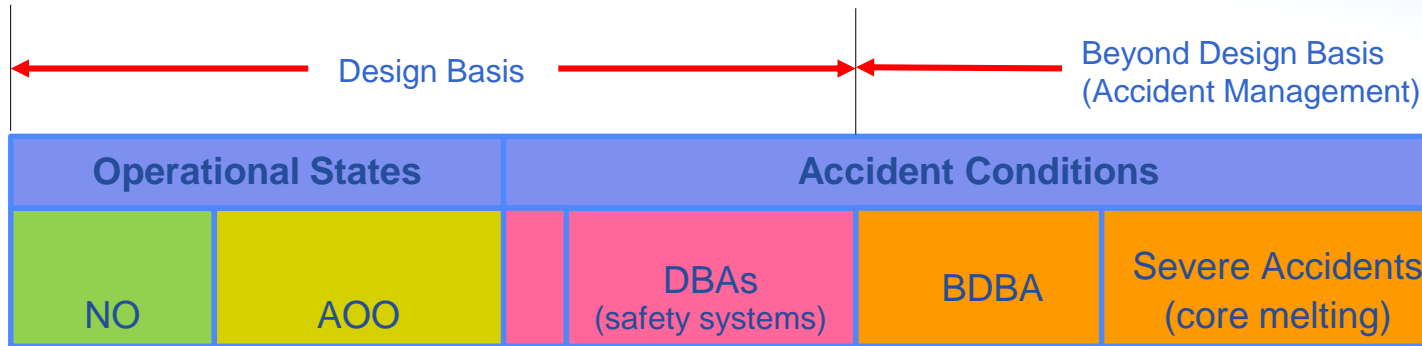 Design Basis
Beyond Design Basis
(Accident Management)
Operational States
Accident Conditions
NO
AOO
DBAs
(safety systems)
BDBA
Severe Accidents
(core melting)